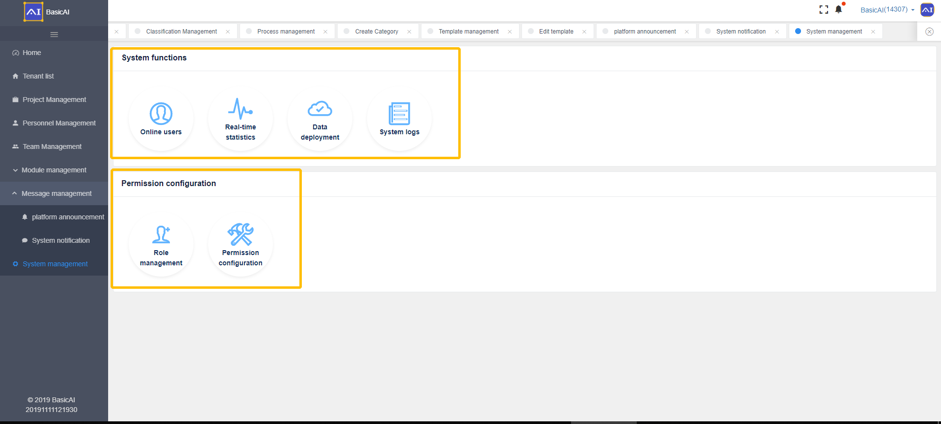 AI BasicAI
BasicAI(14307)
AI
Classification Management
Process management
Create Category
Template management
Edit template
platform announcement
System notification
System management
Home
Tenant list
Project Management
Personnel Management
Team Management
Module management
Message management
platform announcement
System notification
System management
System functions
Online users
Real-time
statistics
Data
deployment
System logs
Permission configuration
Role
management
Permission
configuration
© 2019 BasicAI
20191111121930